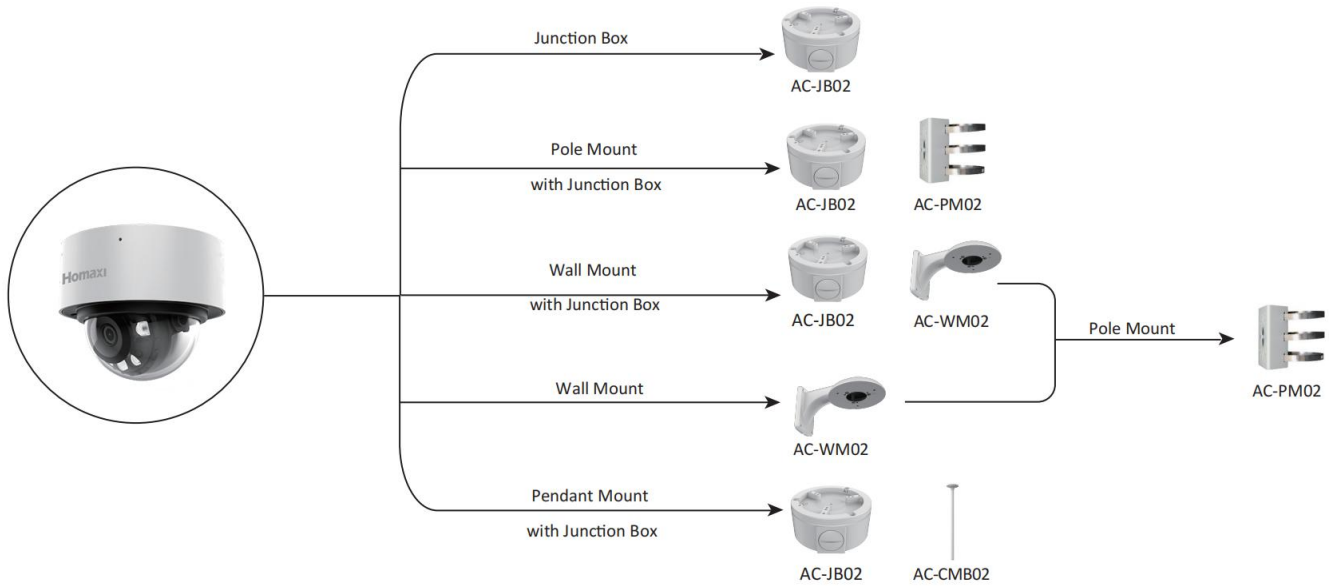 Junction Box
AC-JB02
Pole Mount
with Junction Box
AC-JB02
AC-PM02
Homaxi
Wall Mount
with Junction Box
AC-JB02
AC-WM02
Pole Mount
AC-PM02
Wall Mount
AC-WM02
Pendant Mount
with Junction Box
AC-JB02
AC-CMB02